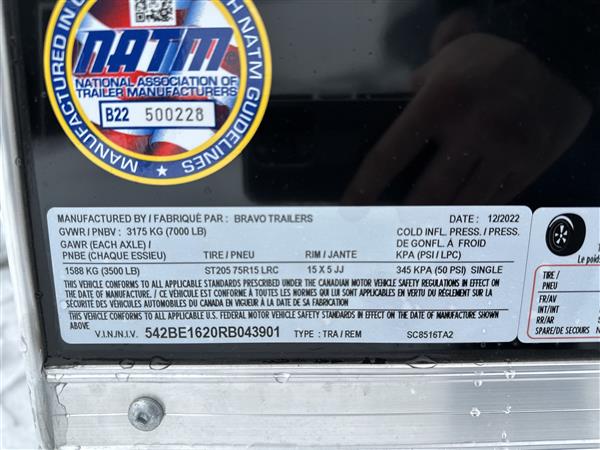 MANUFACTURED IN
WITH NATM GUIDELINES
NATM
NATIONAL ASSOCIATION OF
TRAILER MANUFACTURERS
B22 500228
MANUFACTURED BY / FABRIQUÉ PAR : BRAVO TRAILERS DATE : 12/2022
GVWR / PNBV : 3175 KG (7000 LB) COLD INFL. PRESS. / PRESS.
GAWR (EACH AXLE) / DE GONFL. À FROID
PNBE (CHAQUE ESSIEU) TIRE / PNEU RIM / JANTE KPA (PSI / LPC)
1588 KG (3500 LB) ST205 75R15 LRC 15 X 5 JJ 345 KPA (50 PSI) SINGLE
THIS VEHICLE CONFORMS TO ALL APPLICABLE STANDARDS PRESCRIBED UNDER THE CANADIAN MOTOR VEHICLE SAFETY REGULATIONS IN EFFECT
ON THE DATE OF MANUFACTURE / CE VÉHICULE EST CONFORME À TOUTES LES NORMES QUI LUI SONT APPLICABLES EN VERTU DU RÈGLEMENT SUR LA
SÉCURITÉ DES VÉHICULES AUTOMOBILES DU CANADA EN VIGUEUR À LA DATE DE SA FABRICATION
THIS VEHICLE CONFORMS TO ALL APPLICABLE U.S. FEDERAL MOTOR VEHICLE SAFETY STANDARDS IN EFFECT ON THE DATE OF MANUFACTURE SHOWN
ABOVE
V.I.N./N.I.V. 542BE1620RB043901 TYPE : TRA / REM SC8516TA2
Le poids
TIRE /
PNEU
FR/AV
INT/INT
RR/AR
SPARE/DE SECOURS